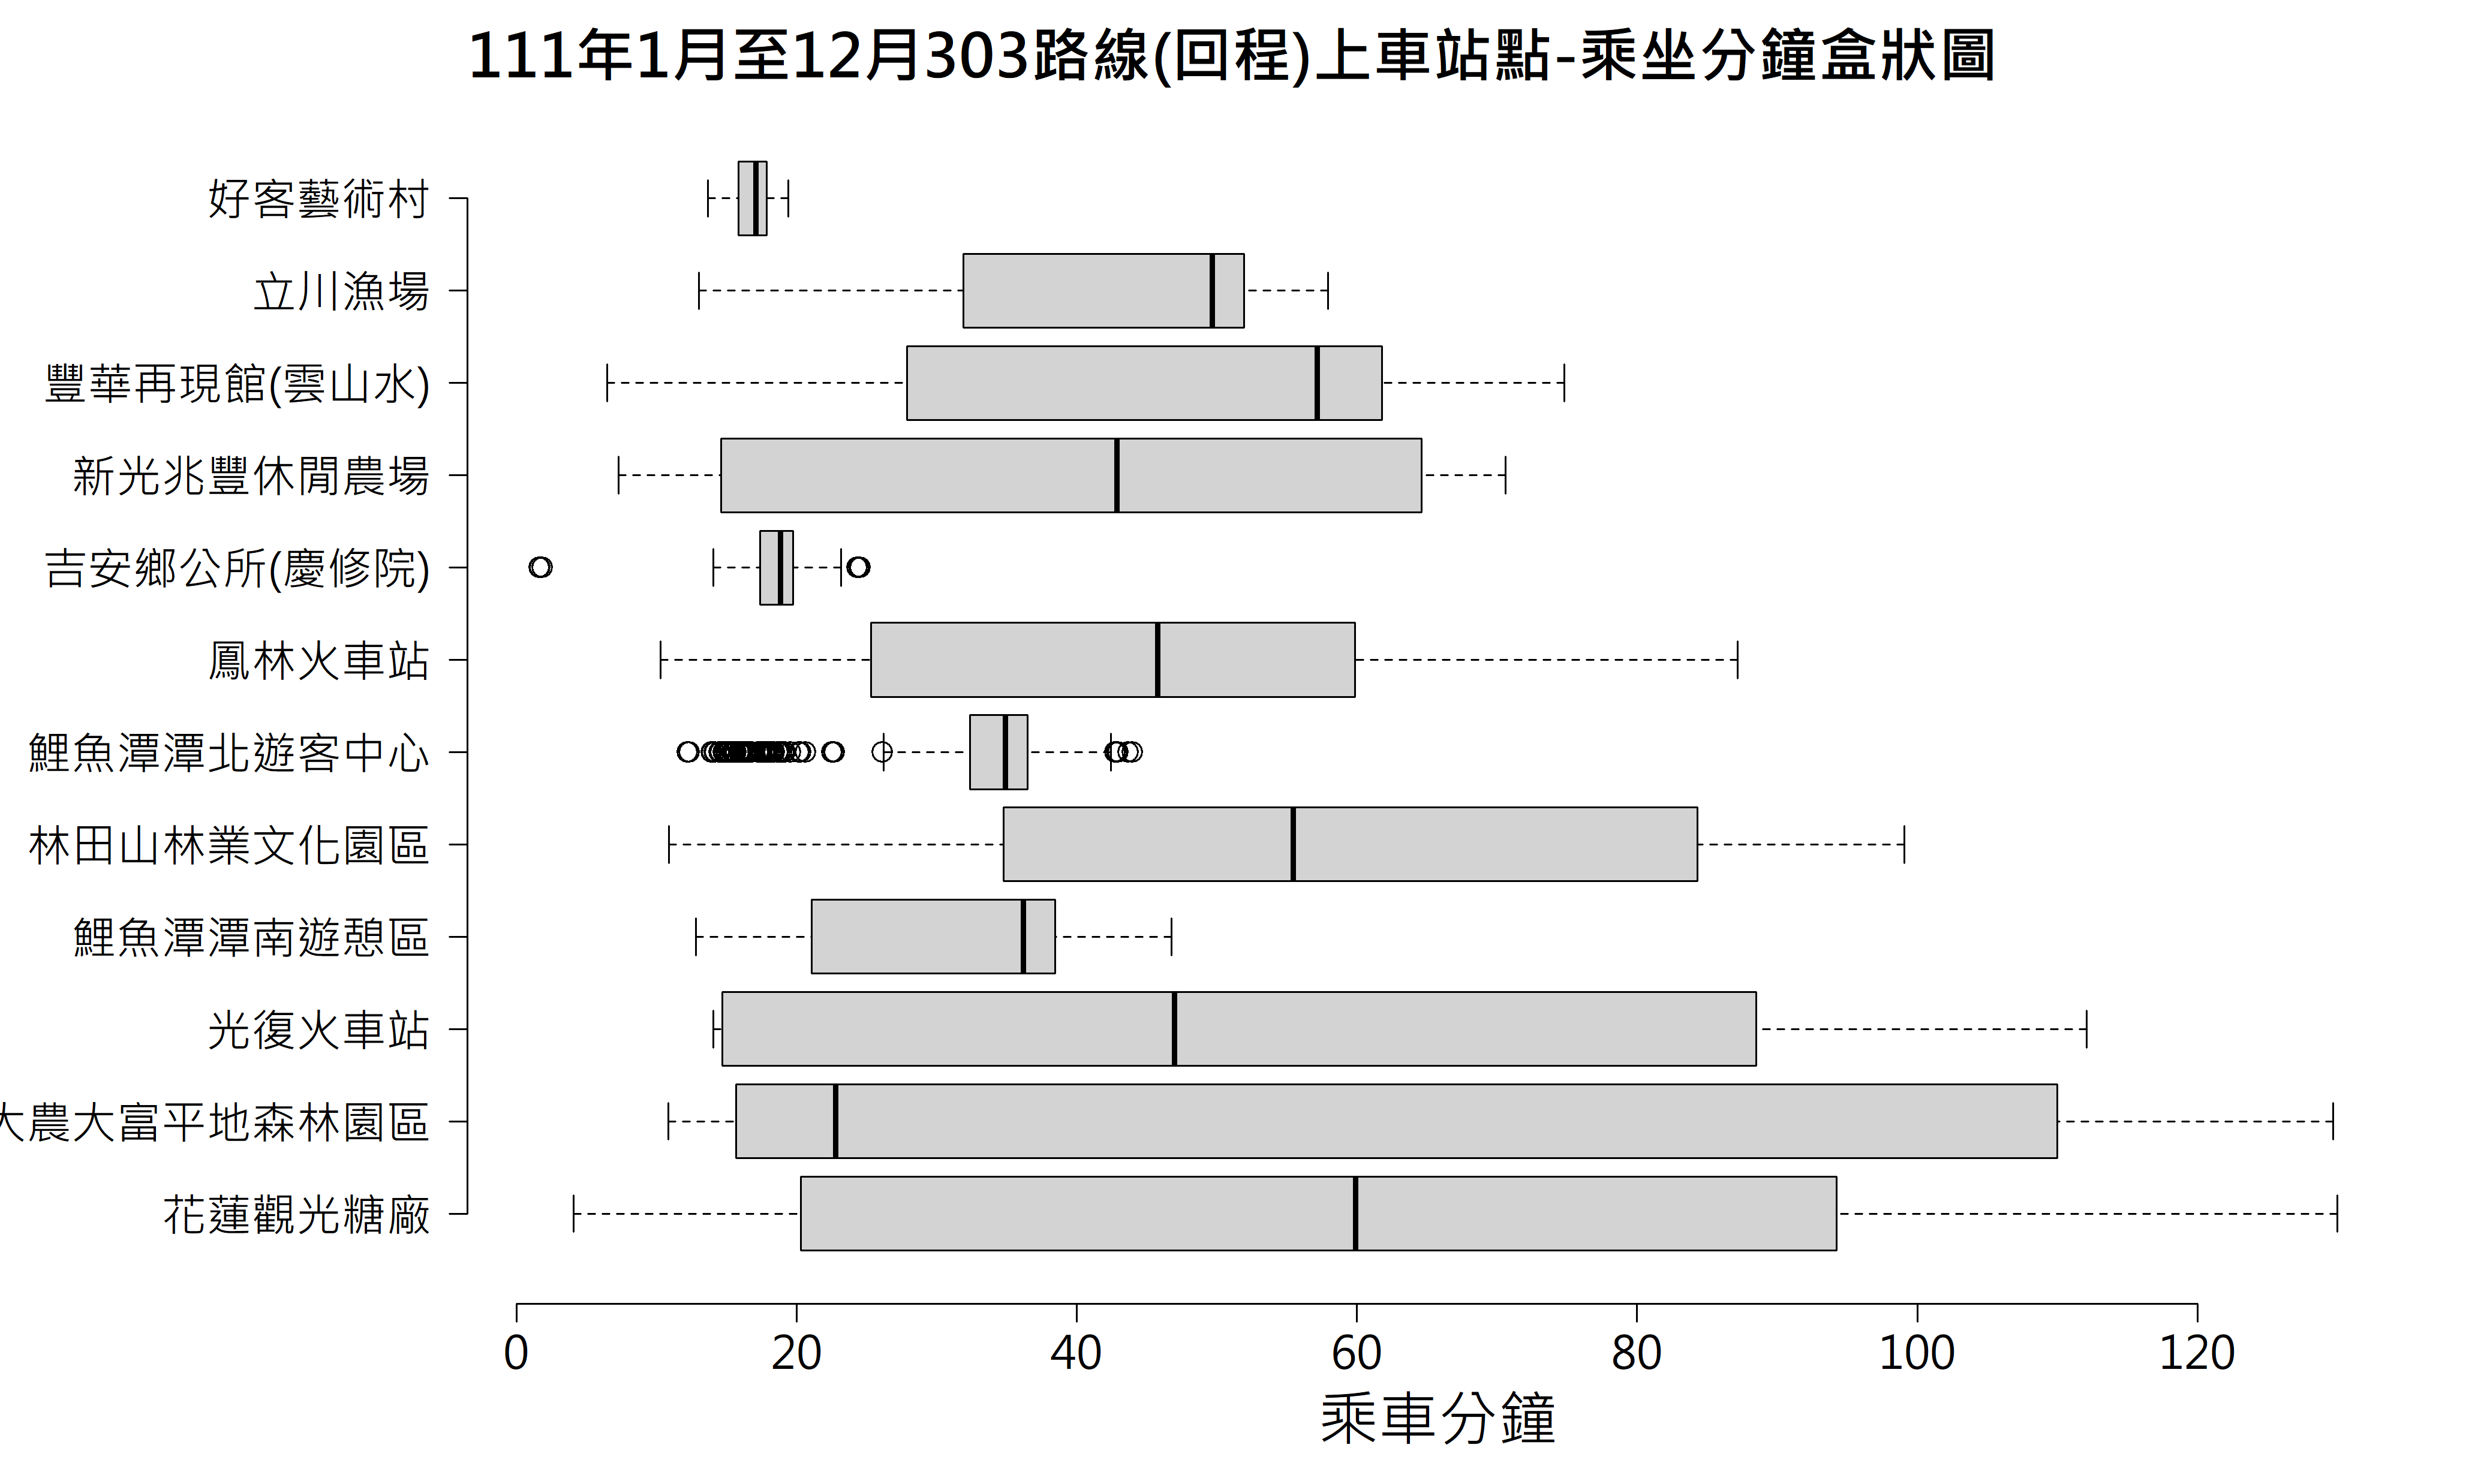 111年1月至12月303路線(回程)上車站點-乘坐分鐘盒狀圖
好客藝術村
立川漁場
豐華再現館(雲山水)
新光兆豐休閒農場
吉安鄉公所(慶修院)
鳳林火車站
鯉魚潭潭北遊客中心
林田山林業文化園區
鯉魚潭潭南遊憩區
光復火車站
大農大富平地森林園區
花蓮觀光糖廠
0 20 40 60 80 100 120
乘車分鐘